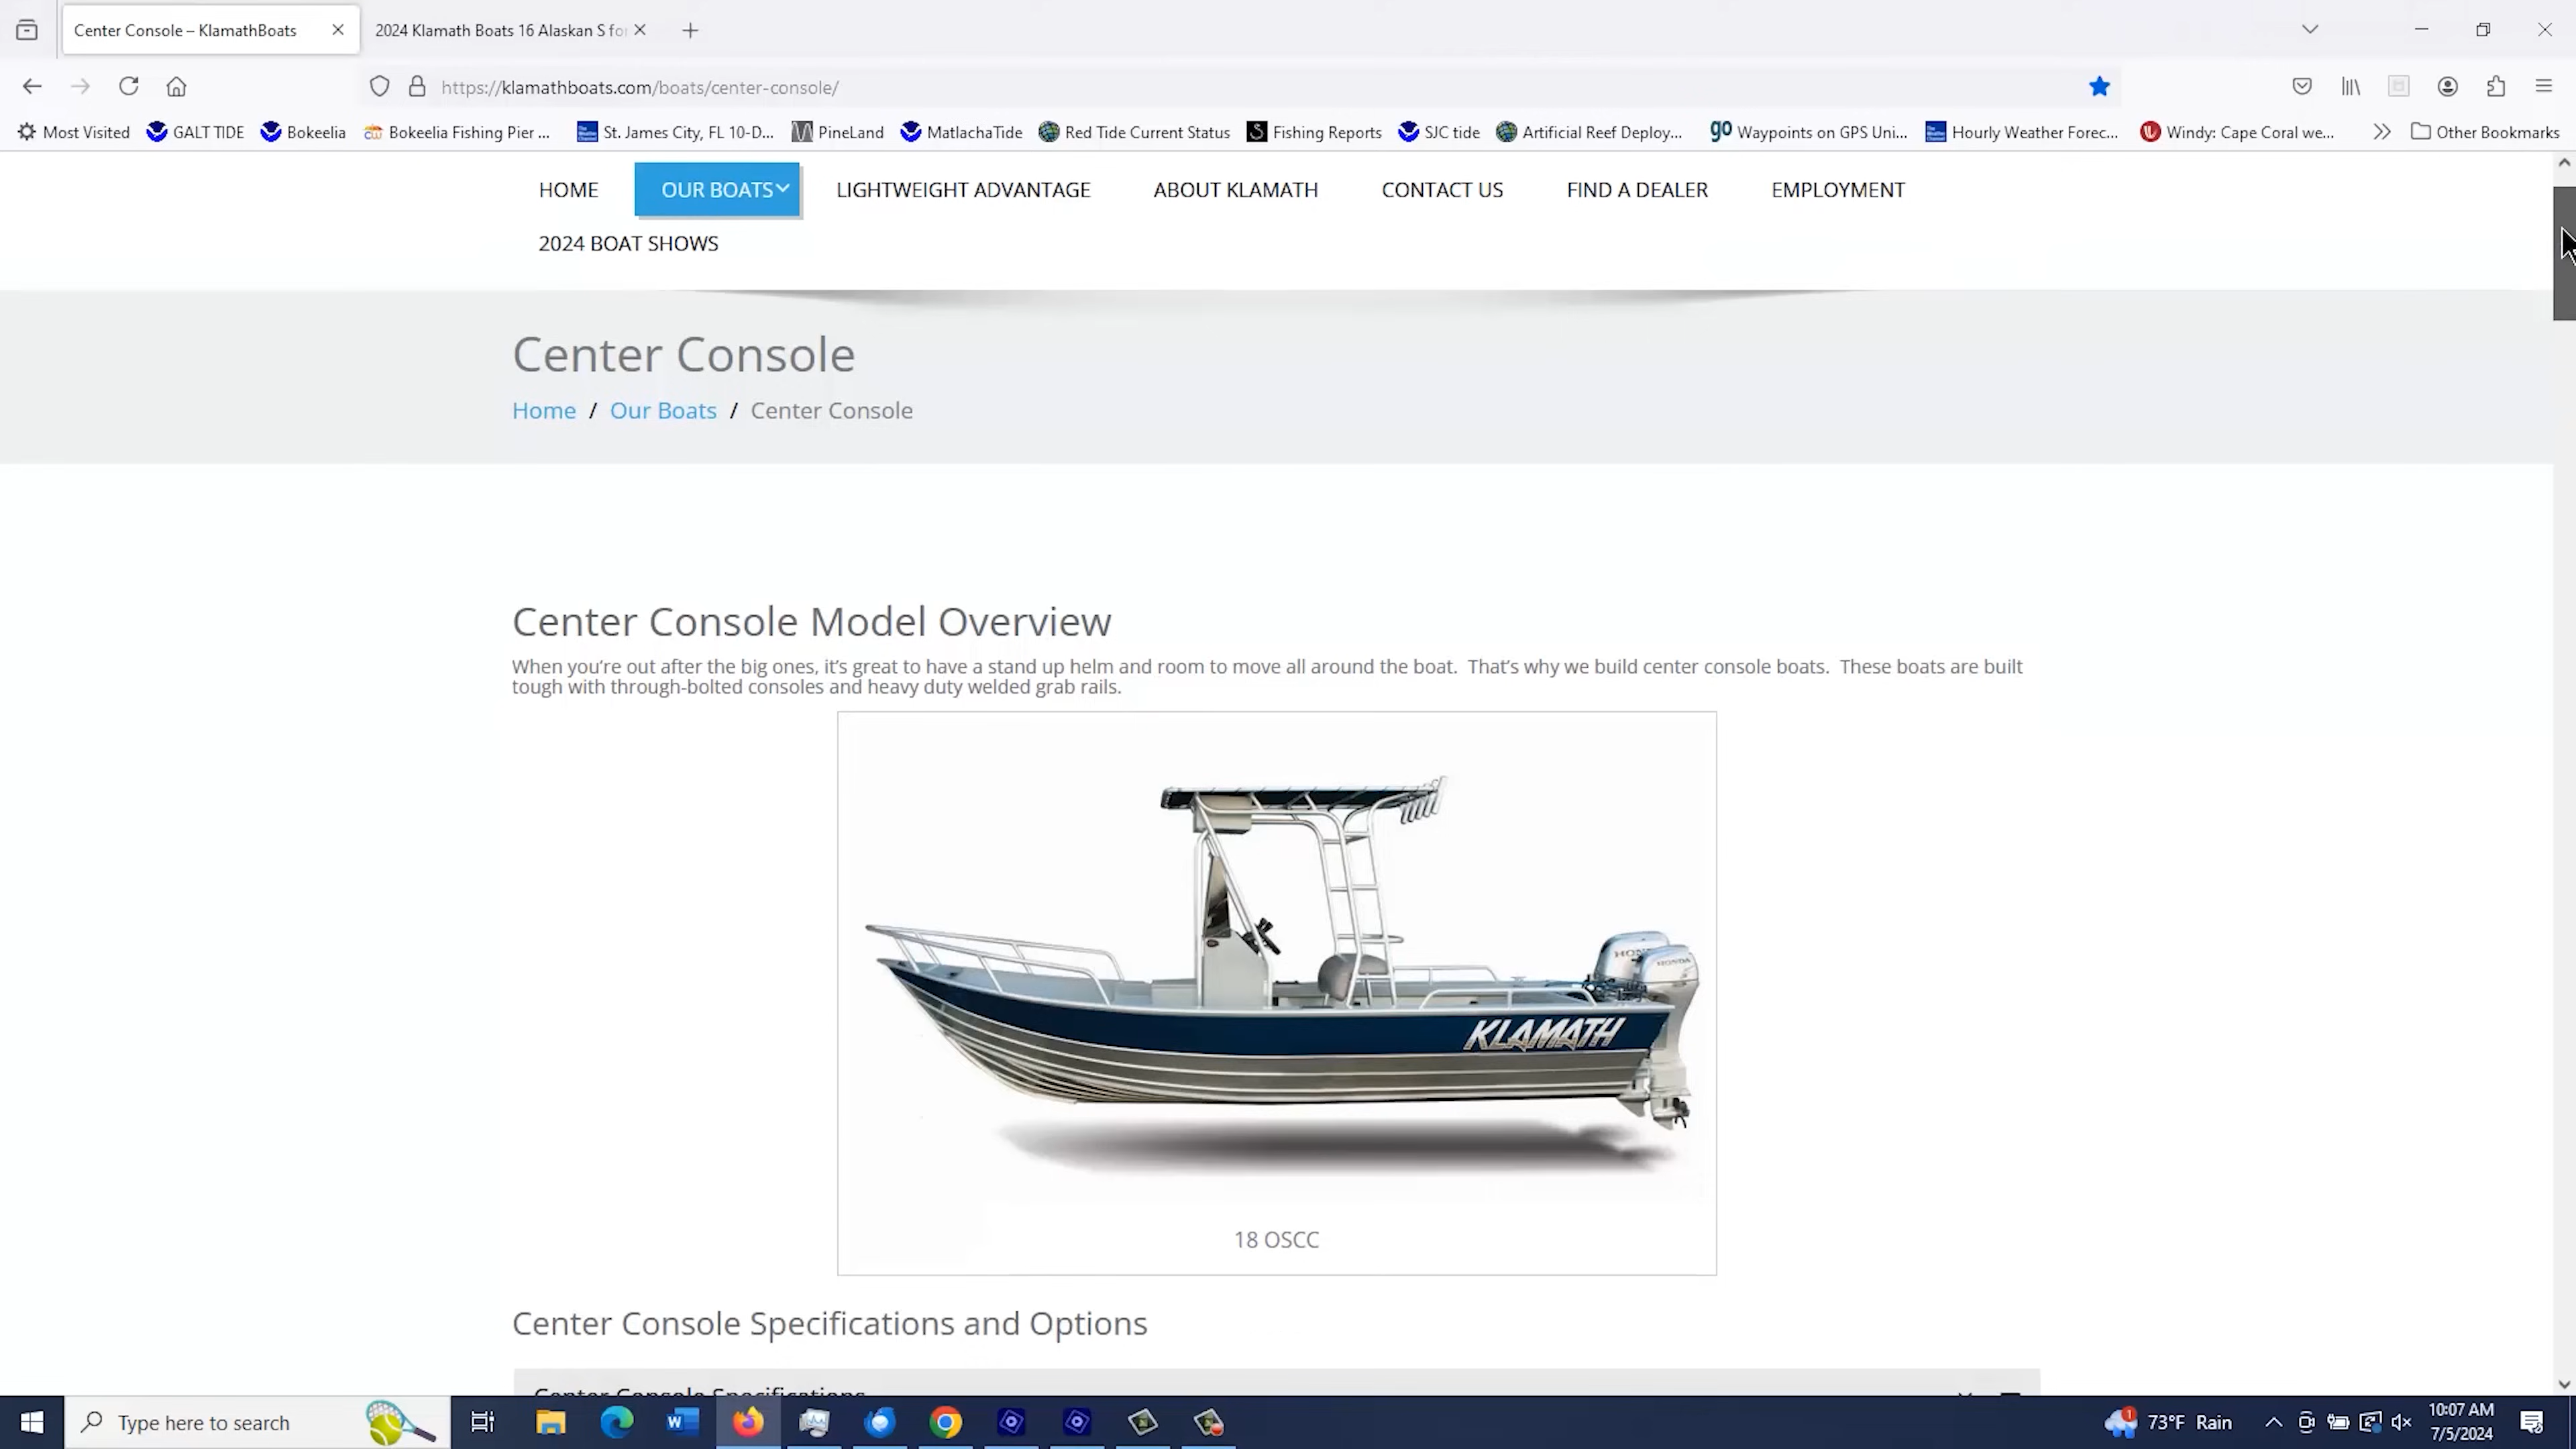 Center Console – KlamathBoats
2024 Klamath Boats 16 Alaskan S fo
https://klamathboats.com/boats/center-console/
Most Visited GALT TIDE Bokeelia Bokeelia Fishing Pier ... St. James City, FL 10-D... PineLand MatlachaTide Red Tide Current Status Fishing Reports SJC tide Artificial Reef Deploy... go Waypoints on GPS Uni... Hourly Weather Forec... Windy: Cape Coral we... Other Bookmarks
HOME OUR BOATS LIGHTWEIGHT ADVANTAGE ABOUT KLAMATH CONTACT US FIND A DEALER EMPLOYMENT
2024 BOAT SHOWS
Center Console
Home / Our Boats / Center Console
Center Console Model Overview
When you're out after the big ones, it's great to have a stand up helm and room to move all around the boat. That's why we build center console boats. These boats are built
tough with through-bolted consoles and heavy duty welded grab rails.
HONDA
KLAMATH
18 OSCC
Center Console Specifications and Options
Center Console Specifications
Type here to search
1 73°F Rain
10:07 AM
7/5/2024